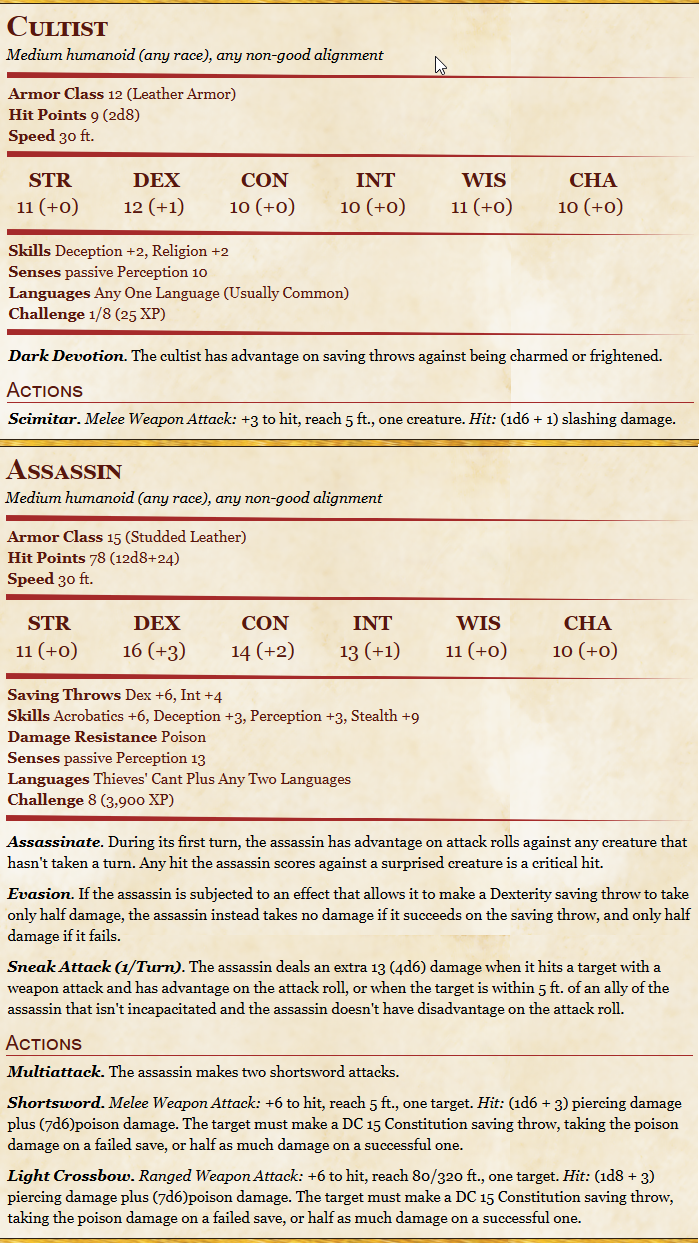 Cultist
Medium humanoid (any race), any non-good alignment
Armor Class 12 (Leather Armor)
Hit Points 9 (2d8)
Speed 30 ft.
STR DEX CON INT WIS CHA
11 (+0) 12 (+1) 10 (+0) 10 (+0) 11 (+0) 10 (+0)
Skills Deception +2, Religion +2
Senses passive Perception 10
Languages Any One Language (Usually Common)
Challenge 1/8 (25 XP)
Dark Devotion. The cultist has advantage on saving throws against being charmed or frightened.
Actions
Scimitar. Melee Weapon Attack: +3 to hit, reach 5 ft., one creature. Hit: (1d6 + 1) slashing damage.
Assassin
Medium humanoid (any race), any non-good alignment
Armor Class 15 (Studded Leather)
Hit Points 78 (12d8+24)
Speed 30 ft.
STR DEX CON INT WIS CHA
11 (+0) 16 (+3) 14 (+2) 13 (+1) 11 (+0) 10 (+0)
Saving Throws Dex +6, Int +4
Skills Acrobatics +6, Deception +3, Perception +3, Stealth +9
Damage Resistance Poison
Senses passive Perception 13
Languages Thieves' Cant Plus Any Two Languages
Challenge 8 (3,900 XP)
Assassinate. During its first turn, the assassin has advantage on attack rolls against any creature that
hasn't taken a turn. Any hit the assassin scores against a surprised creature is a critical hit.
Evasion. If the assassin is subjected to an effect that allows it to make a Dexterity saving throw to take
only half damage, the assassin instead takes no damage if it succeeds on the saving throw, and only half
damage if it fails.
Sneak Attack (1/Turn). The assassin deals an extra 13 (4d6) damage when it hits a target with a
weapon attack and has advantage on the attack roll, or when the target is within 5 ft. of an ally of the
assassin that isn't incapacitated and the assassin doesn't have disadvantage on the attack roll.
Actions
Multiattack. The assassin makes two shortsword attacks.
Shortsword. Melee Weapon Attack: +6 to hit, reach 5 ft., one target. Hit: (1d6 + 3) piercing damage
plus (7d6)poison damage. The target must make a DC 15 Constitution saving throw, taking the poison
damage on a failed save, or half as much damage on a successful one.
Light Crossbow. Ranged Weapon Attack: +6 to hit, reach 80/320 ft., one target. Hit: (1d8 + 3)
piercing damage plus (7d6)poison damage. The target must make a DC 15 Constitution saving throw,
taking the poison damage on a failed save, or half as much damage on a successful one.